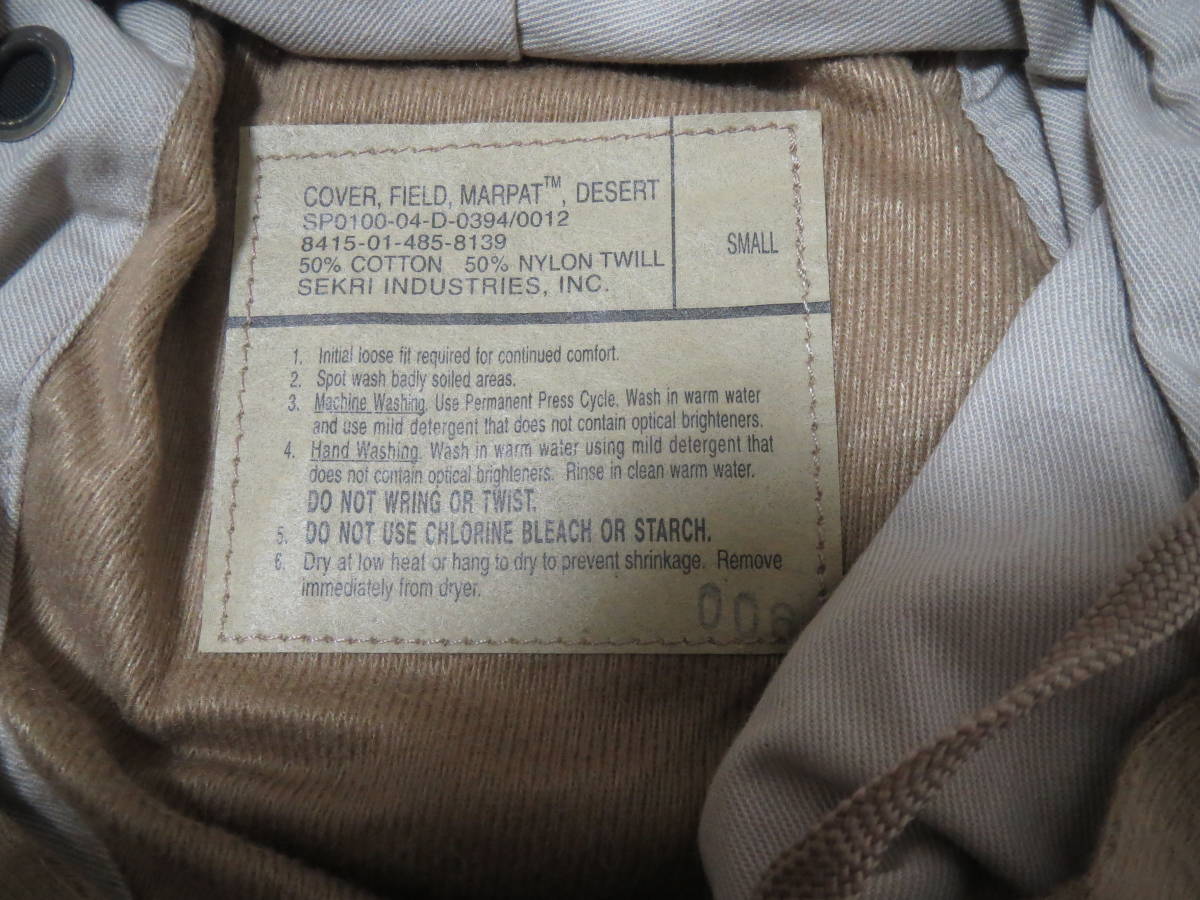 COVER, FIELD, MARPAT™, DESERT
SP0100-04-D-0394/0012
8415-01-485-8139
50% COTTON 50% NYLON TWILL
SEKRI INDUSTRIES, INC.
SMALL
1. Initial loose fit required for continued comfort.
2. Spot wash badly soiled areas.
3. Machine Washing. Use Permanent Press Cycle. Wash in warm water
and use mild detergent that does not contain optical brighteners.
4. Hand Washing. Wash in warm water using mild detergent that
does not contain optical brighteners. Rinse in clean warm water.
DO NOT WRING OR TWIST.
5. DO NOT USE CHLORINE BLEACH OR STARCH.
6. Dry at low heat or hang to dry to prevent shrinkage. Remove
immediately from dryer.